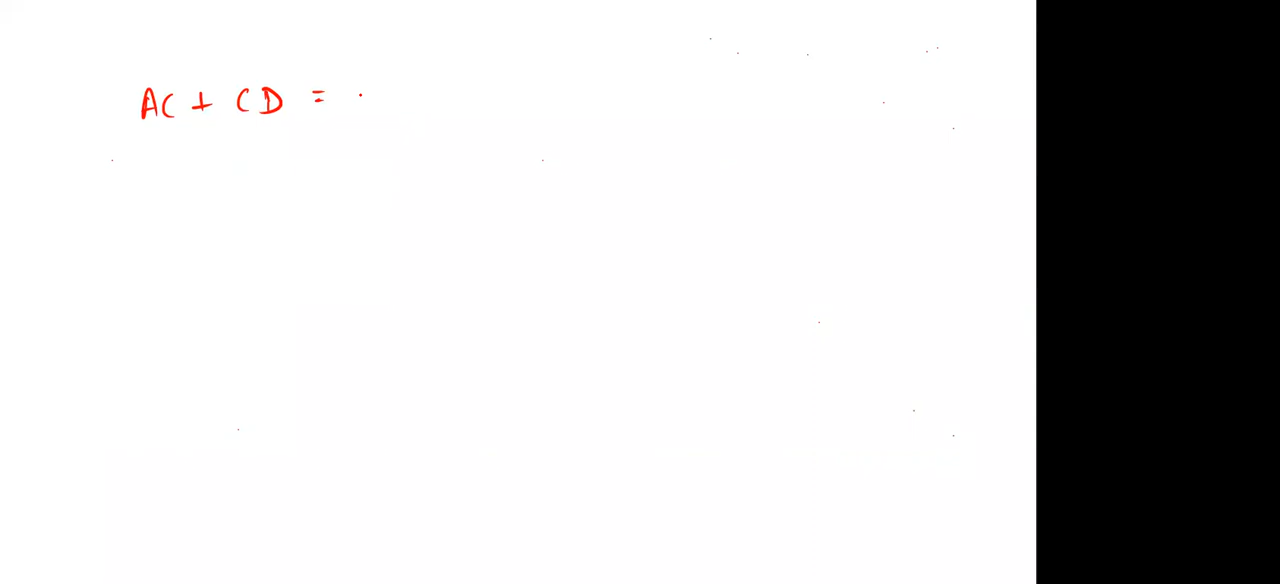 AC + CD =